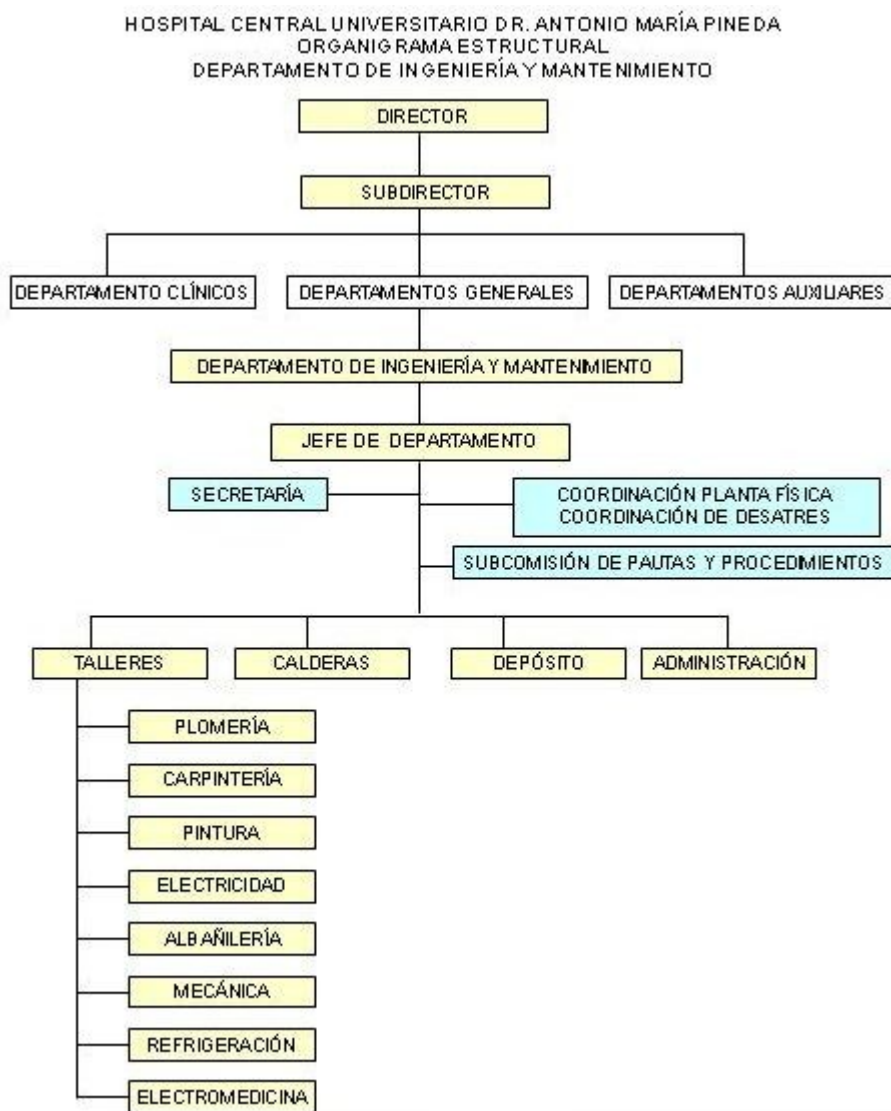 HOSPITAL CENTRAL UNIVERSITARIO DR. ANTONIO MARÍA PINEDA
ORGANIGRAMA ESTRUCTURAL
DEPARTAMENTO DE INGENIERÍA Y MANTENIMIENTO
DIRECTOR
SUBDIRECTOR
DEPARTAMENTO CLÍNICOS
DEPARTAMENTOS GENERALES
DEPARTAMENTOS AUXILIARES
DEPARTAMENTO DE INGENIERÍA Y MANTENIMIENTO
JEFE DE DEPARTAMENTO
SECRETARÍA
COORDINACIÓN PLANTA FÍSICA
COORDINACIÓN DE DESATRES
SUBCOMISIÓN DE PAUTAS Y PROCEDIMIENTOS
TALLERES
CALDERAS
DEPÓSITO
ADMINISTRACIÓN
PLOMERÍA
CARPINTERÍA
PINTURA
ELECTRICIDAD
ALBAÑILERÍA
MECÁNICA
REFRIGERACIÓN
ELECTROMEDICINA